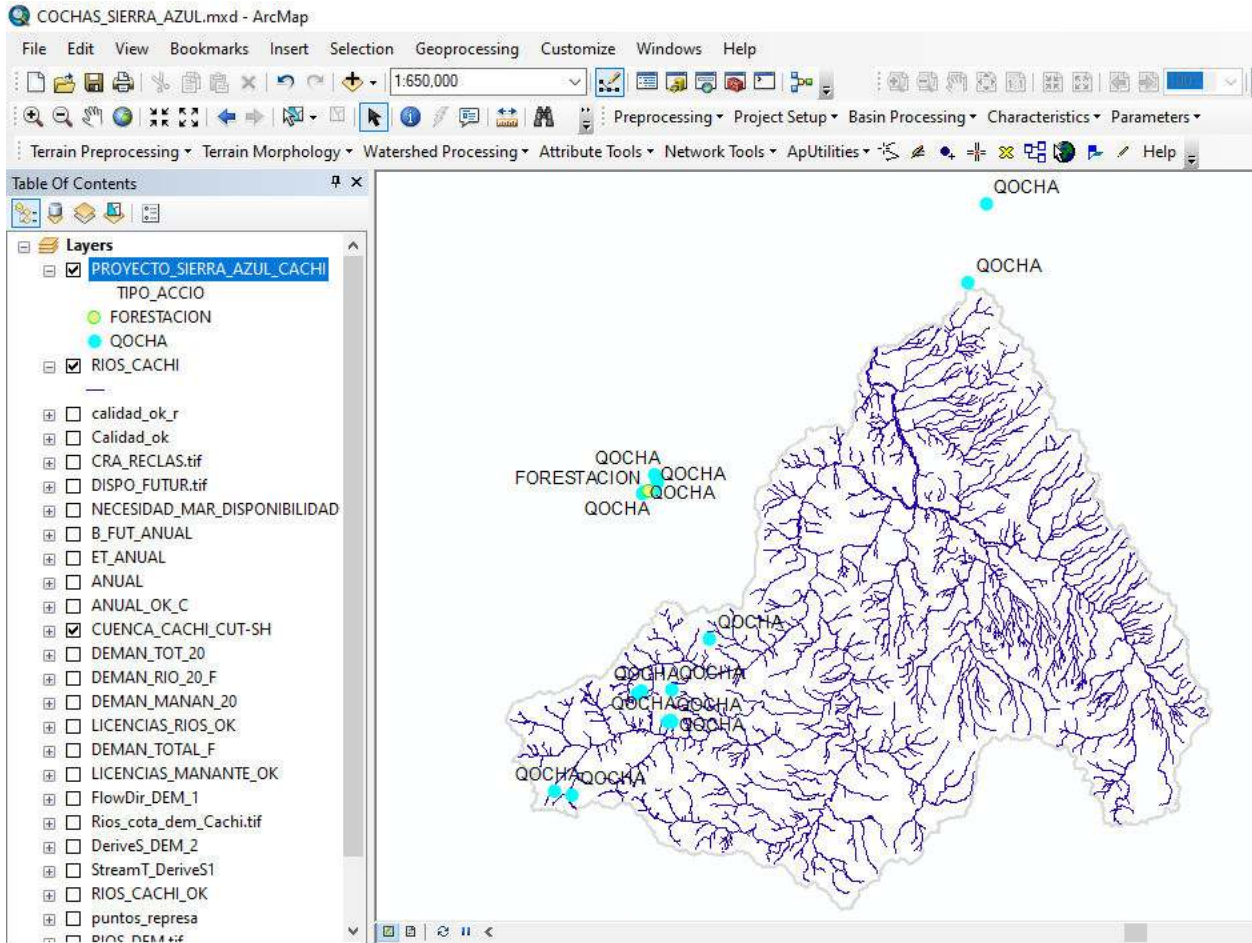 COCHAS_SIERRA_AZUL.mxd - ArcMap
File Edit View Bookmarks Insert Selection Geoprocessing Customize Windows Help
1:650,000
Preprocessing Project Setup Basin Processing Characteristics Parameters
Terrain Preprocessing Terrain Morphology Watershed Processing Attribute Tools Network Tools ApUtilities Help
Table Of Contents
Layers
PROYECTO_SIERRA_AZUL_CACHI
TIPO_ACCIO
FORESTACION
QOCHA
RIOS_CACHI
calidad_ok_r
Calidad_ok
CRA_RECLAS.tif
DISPO_FUTUR.tif
NECESIDAD_MAR_DISPONIBILIDAD
B_FUT_ANUAL
ET_ANUAL
ANUAL
ANUAL_OK_C
CUENCA_CACHI_CUT-SH
DEMAN_TOT_20
DEMAN_RIO_20_F
DEMAN_MANAN_20
LICENCIAS_RIOS_OK
DEMAN_TOTAL_F
LICENCIAS_MANANTE_OK
FlowDir_DEM_1
Rios_cota_dem_Cachi.tif
DeriveS_DEM_2
StreamT_DeriveS1
RIOS_CACHI_OK
puntos_represa
RIOS_DEM.tif
QOCHA
QOCHA
QOCHA
FORESTACION QOCHA
QOCHA
QOCHA
QOCHA
QOCHA QOCHA
QOCHA QOCHA
QOCHA
QOCHA QOCHA